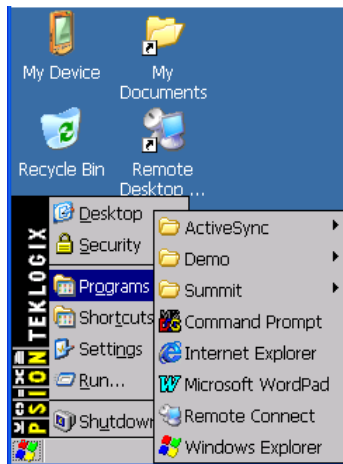 My Device
My
Documents
Recycle Bin
Remote
Desktop ...
PSION TEKLOGIX
Desktop
Security
Programs
Shortcuts
Settings
Run...
Shutdown
ActiveSync
Demo
Summit
Command Prompt
Internet Explorer
Microsoft WordPad
Remote Connect
Windows Explorer